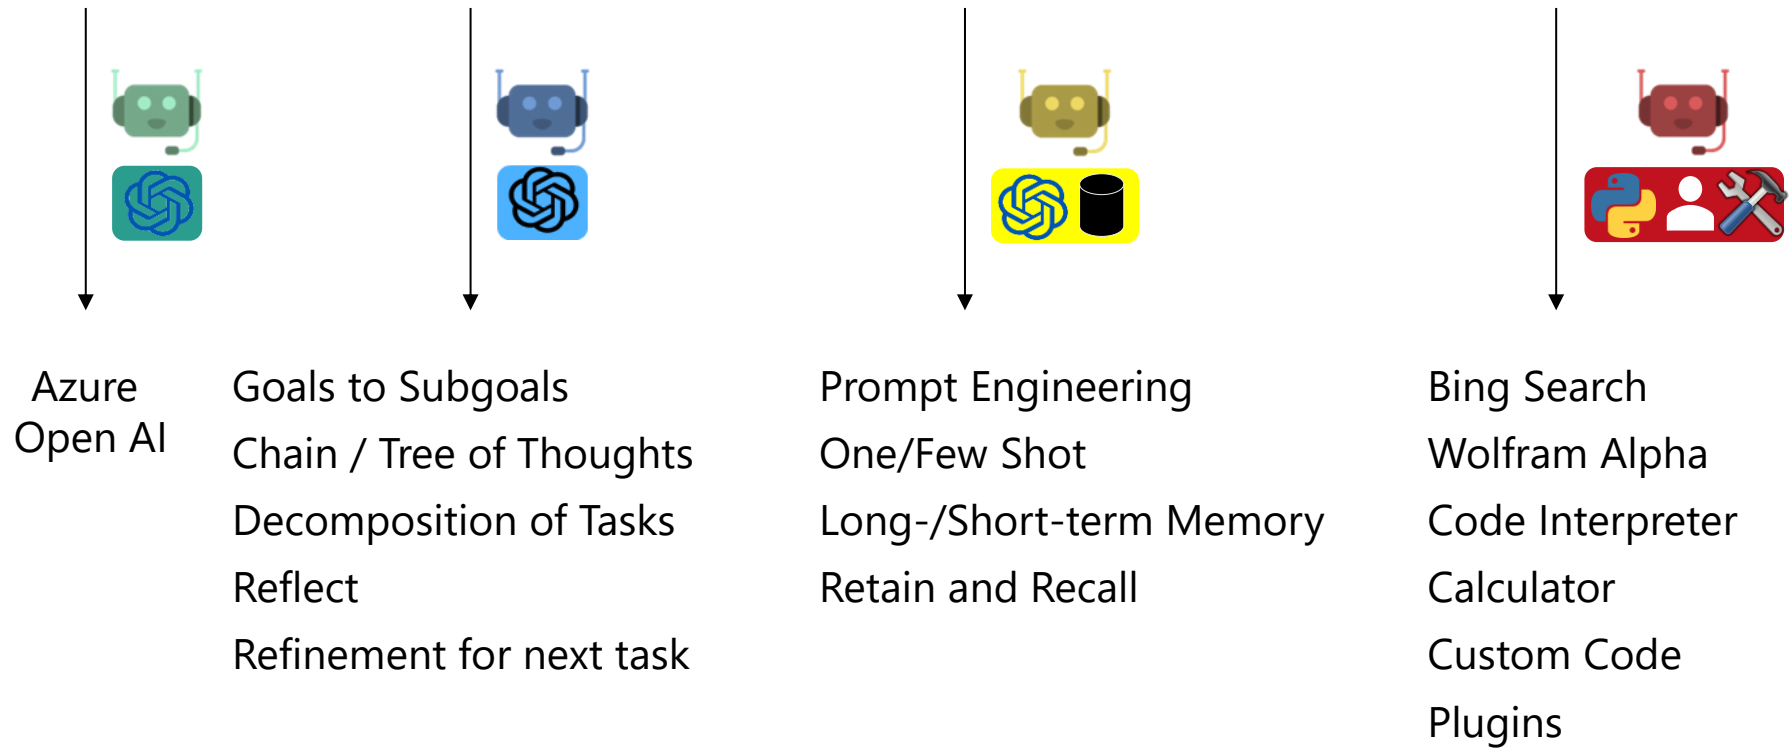 Azure
Open AI
Goals to Subgoals
Chain / Tree of Thoughts
Decomposition of Tasks
Reflect
Refinement for next task
Prompt Engineering
One/Few Shot
Long-/Short-term Memory
Retain and Recall
Bing Search
Wolfram Alpha
Code Interpreter
Calculator
Custom Code
Plugins